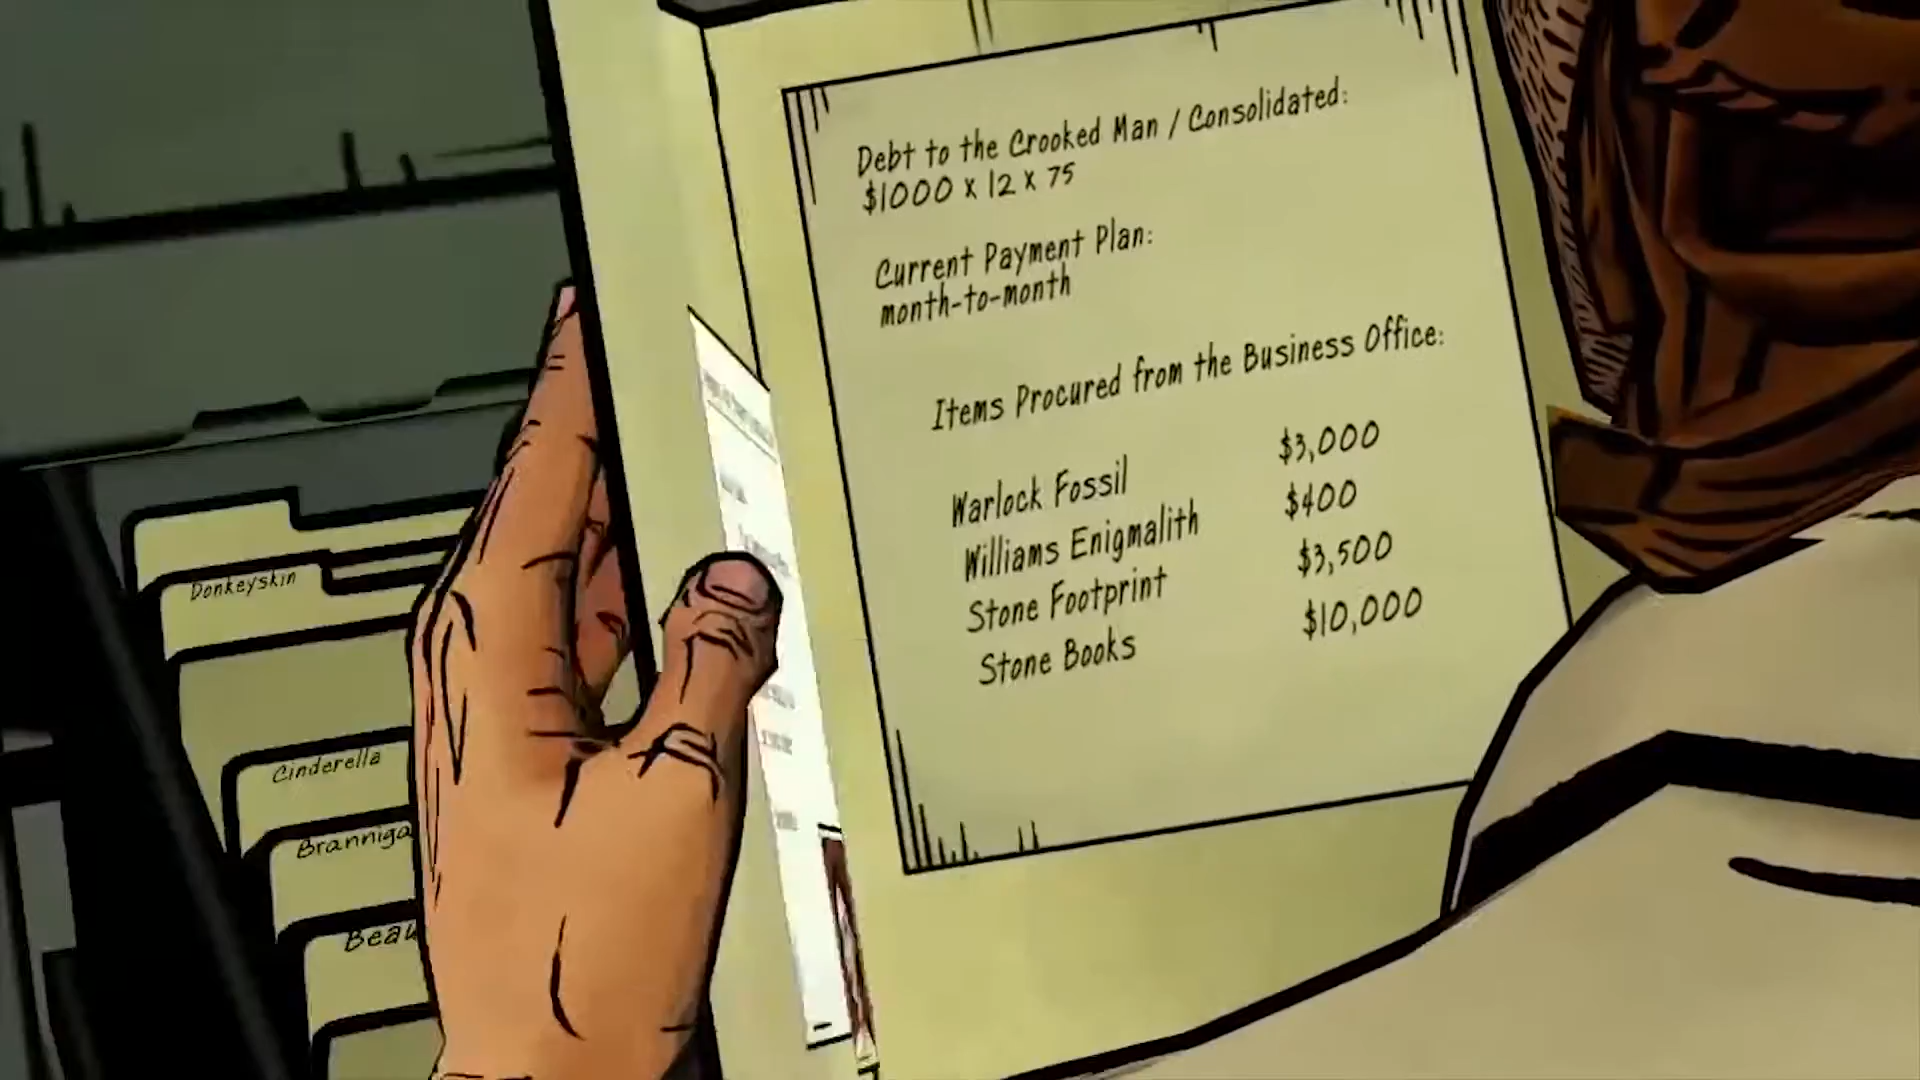 Debt to the Crooked Man / Consolidated:
$1000 x 12 x 75
Current Payment Plan:
month-to-month
Items Procured from the Business Office:
Warlock Fossil $3,000
Williams Enigmalith $400
Stone Footprint $3,500
Stone Books $10,000
Donkeyskin
Cinderella
Branniga
Beau